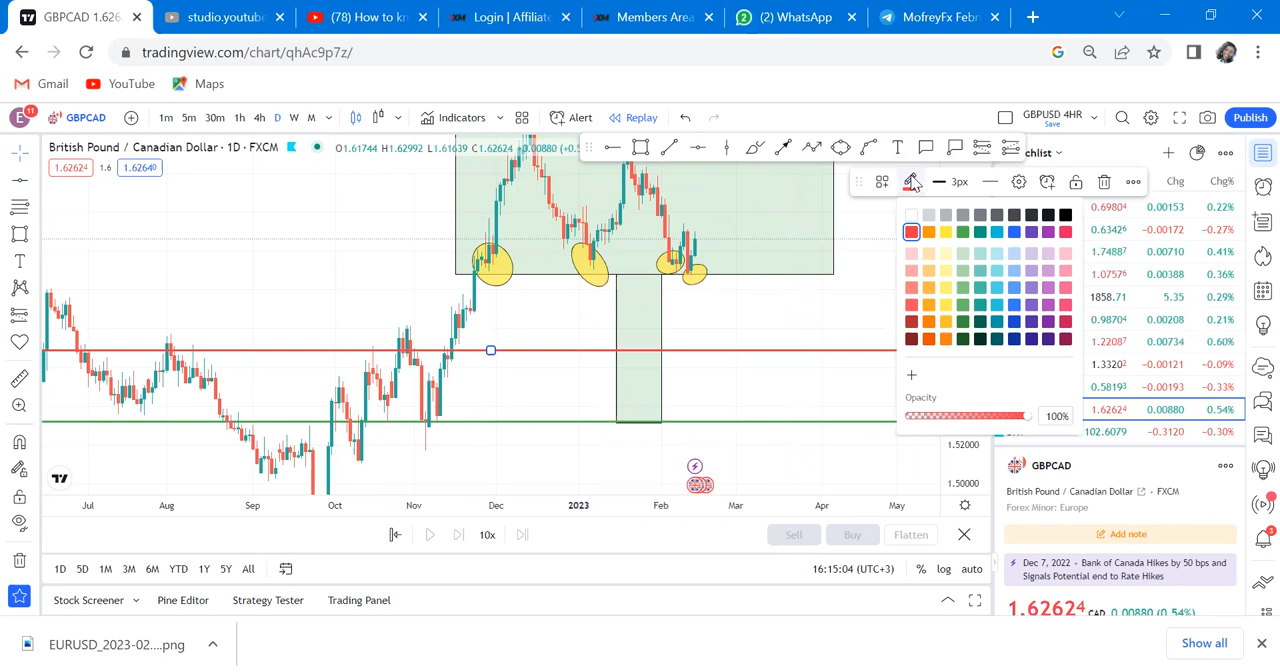 GBPCAD 1.626
studio.youtube
(78) How to kn
Login | Affiliate
Members Area
(2) WhatsApp
MofreyFx Febr
tradingview.com/chart/qhAc9p7z/
Gmail
YouTube
Maps
E
11
GBPCAD
1m 5m 30m 1h 4h D W M
Indicators
Alert
Replay
GBPUSD 4HR
Save
Publish
British Pound / Canadian Dollar · 1D · FXCM
O1.61744 H1.62992 L1.61639 C1.62624 +0.00880 (+0.5
1.62624
1.6
1.62640
3px
chlist
Chg
Chg%
0.69804 0.00153 0.22%
0.63426 −0.00172 −0.27%
1.74887 0.00710 0.41%
1.07576 0.00388 0.36%
1858.71 5.35 0.29%
0.98704 0.00208 0.21%
1.22087 0.00734 0.60%
1.33202 −0.00121 −0.09%
0.58193 −0.00193 −0.33%
1.62624 0.00880 0.54%
102.6079 −0.3120 −0.30%
Opacity
100%
1.52000
1.50000
Jul Aug Sep Oct Nov Dec 2023 Feb Mar Apr May
GBPCAD
British Pound / Canadian Dollar
• FXCM
Forex Minor: Europe
Add note
Dec 7, 2022 - Bank of Canada Hikes by 50 bps and
Signals Potential end to Rate Hikes
1.62624 CAD 0.00880 (0.54%)
10x
Sell
Buy
Flatten
1D 5D 1M 3M 6M YTD 1Y 5Y All
16:15:04 (UTC+3)
% log auto
Stock Screener
Pine Editor
Strategy Tester
Trading Panel
EURUSD_2023-02....png
Show all